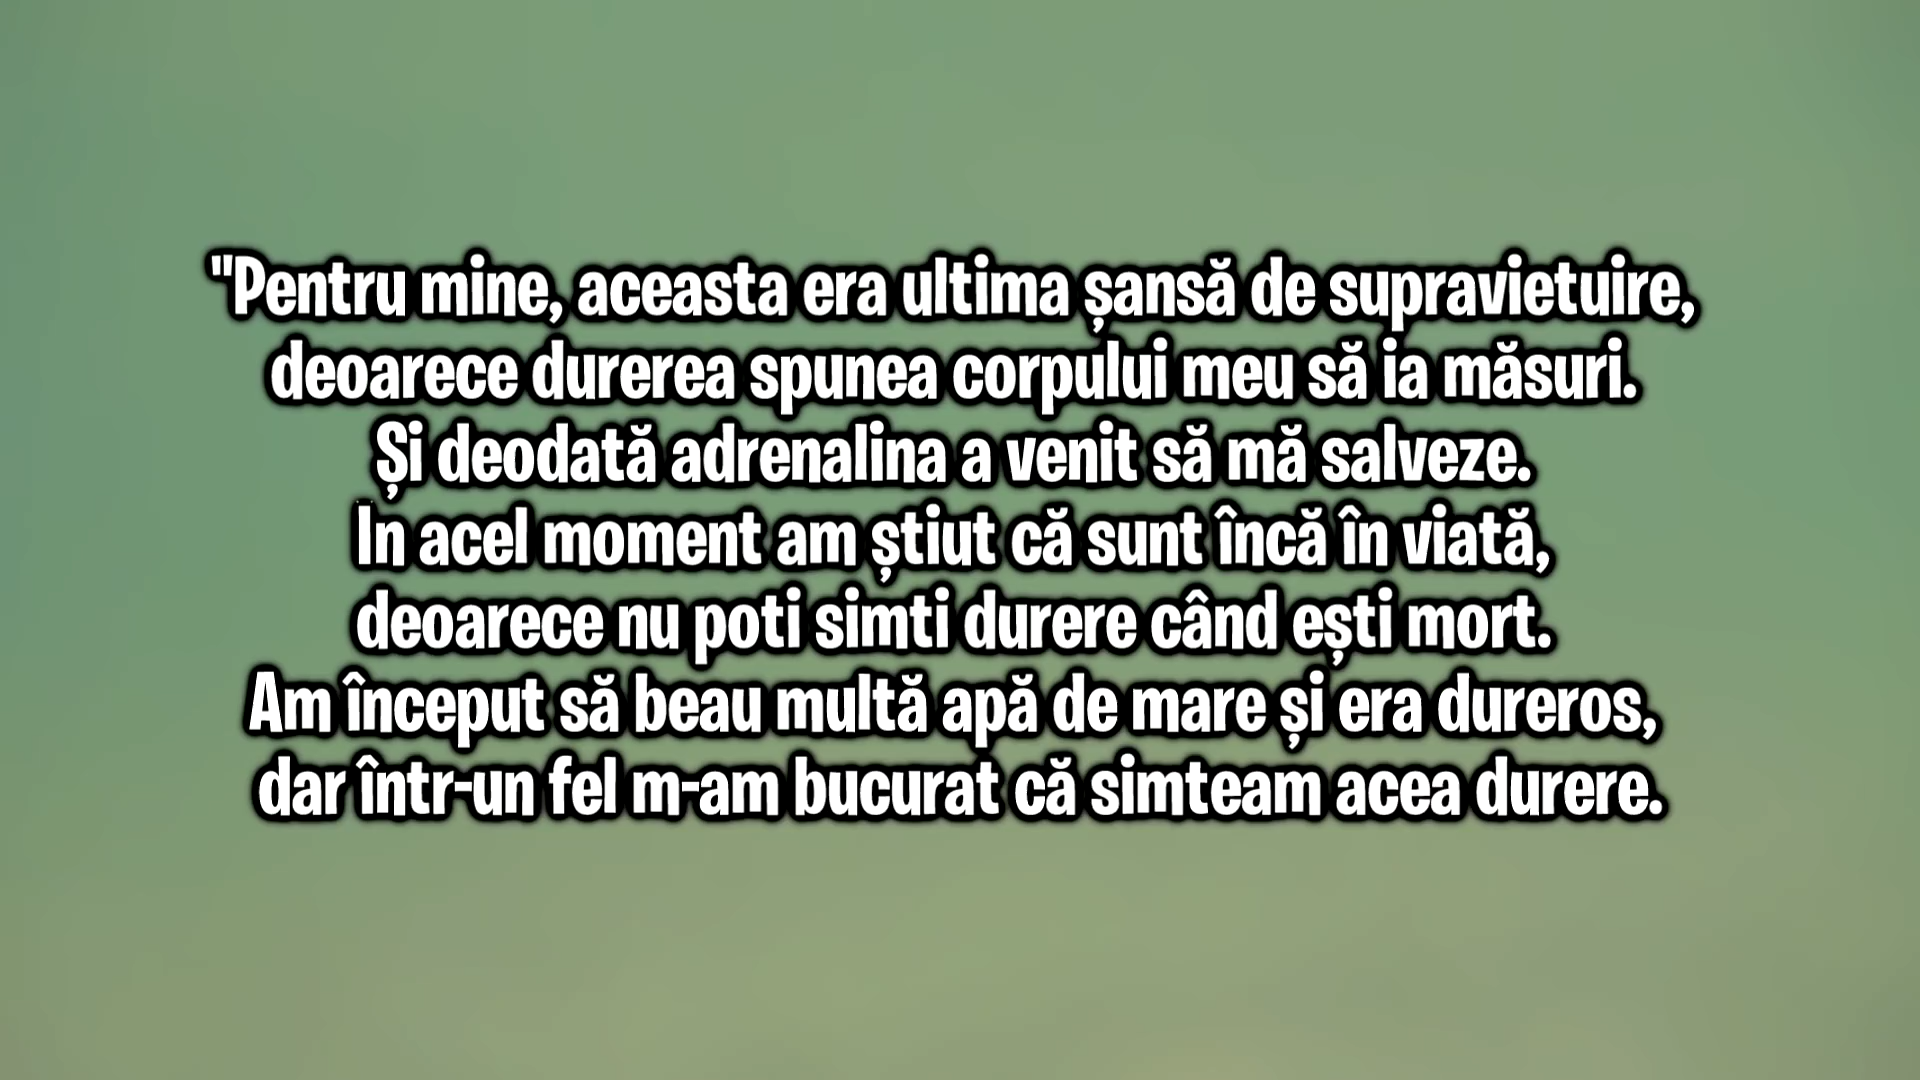 "Pentru mine, aceasta era ultima șansă de supravietuire,
deoarece durerea spunea corpului meu să ia măsuri.
Și deodată adrenalina a venit să mă salveze.
In acel moment am știut că sunt încă în viată,
deoarece nu poti simti durere când ești mort.
Am început să beau multă apă de mare și era dureros,
dar într-un fel m-am bucurat că simteam acea durere.